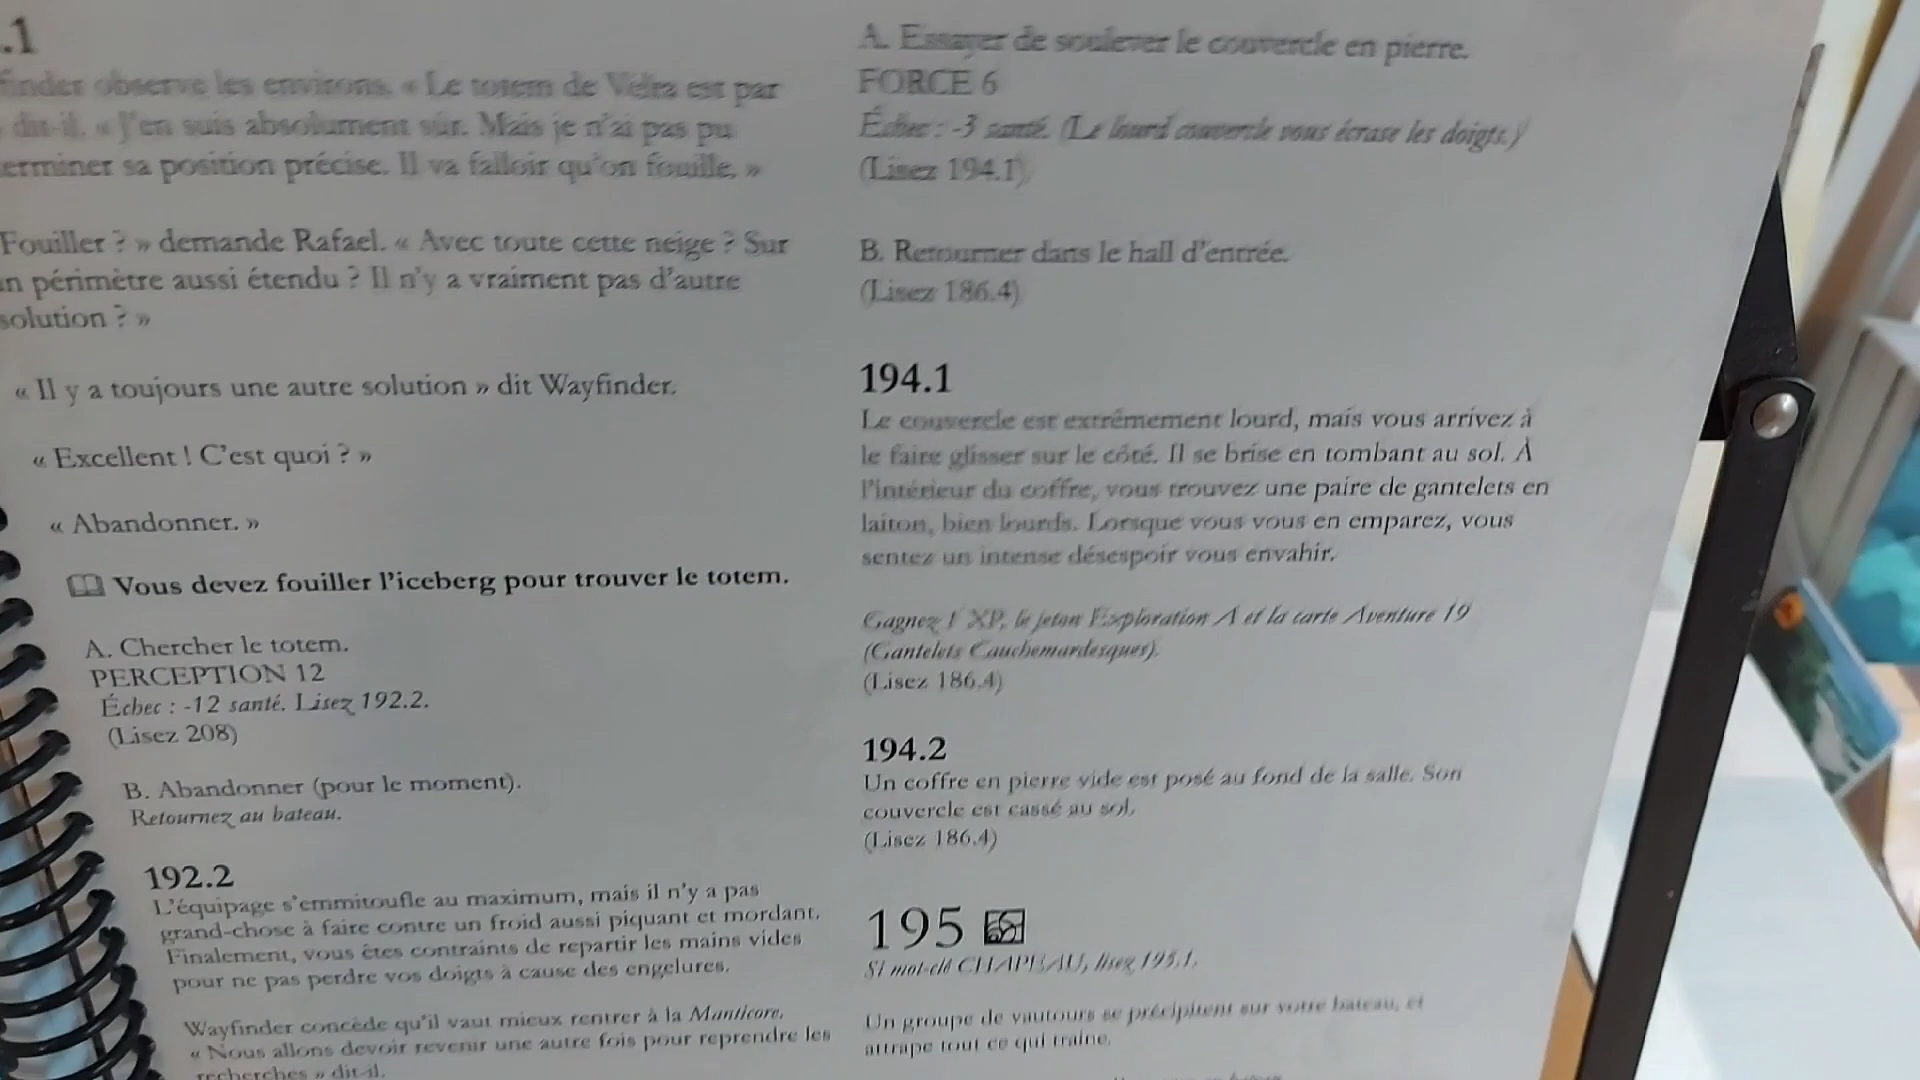 .1
finder observe les environs. « Le totem de Velra est par
dit-il. « J'en suis absolument sûr. Mais je n'ai pas pu
erminer sa position précise. Il va falloir qu'on fouille. »
Fouiller ? » demande Rafael. « Avec toute cette neige ? Sur
un périmètre aussi étendu ? Il n'y a vraiment pas d'autre
solution ? »
« Il y a toujours une autre solution » dit Wayfinder.
« Excellent ! C'est quoi ? »
« Abandonner. »
Vous devez fouiller l'iceberg pour trouver le totem.
A. Chercher le totem.
PERCEPTION 12
Échec : -12 santé. Lisez 192.2.
(Lisez 208)
B. Abandonner (pour le moment).
Retournez au bateau.
192.2
L'équipage s'emmitoufle au maximum, mais il n'y a pas
grand-chose à faire contre un froid aussi piquant et mordant.
Finalement, vous êtes contraints de repartir les mains vides
pour ne pas perdre vos doigts à cause des engelures.
Wayfinder concède qu'il vaut mieux rentrer à la Manticore.
« Nous allons devoir revenir une autre fois pour reprendre les
recherches » dit-il.
A. Essayer de soulever le couvercle en pierre.
FORCE 6
Échec : -3 santé. (Le lourd couvercle vous écrase les doigts.)
(Lisez 194.1)
B. Retourner dans le hall d'entrée.
(Lisez 186.4)
194.1
Le couvercle est extrêmement lourd, mais vous arrivez à
le faire glisser sur le côté. Il se brise en tombant au sol. À
l'intérieur du coffre, vous trouvez une paire de gantelets en
laiton, bien lourds. Lorsque vous vous en emparez, vous
sentez un intense désespoir vous envahir.
Gagnez 1 XP, le jeton Exploration A et la carte Aventure 19
(Gantelets Cauchemardesques).
(Lisez 186.4)
194.2
Un coffre en pierre vide est posé au fond de la salle. Son
couvercle est cassé au sol.
(Lisez 186.4)
195
Si mot-clé CHAPEAU, lisez 195.1.
Un groupe de vautours se précipitent sur votre bateau, et
attrape tout ce qui traîne.